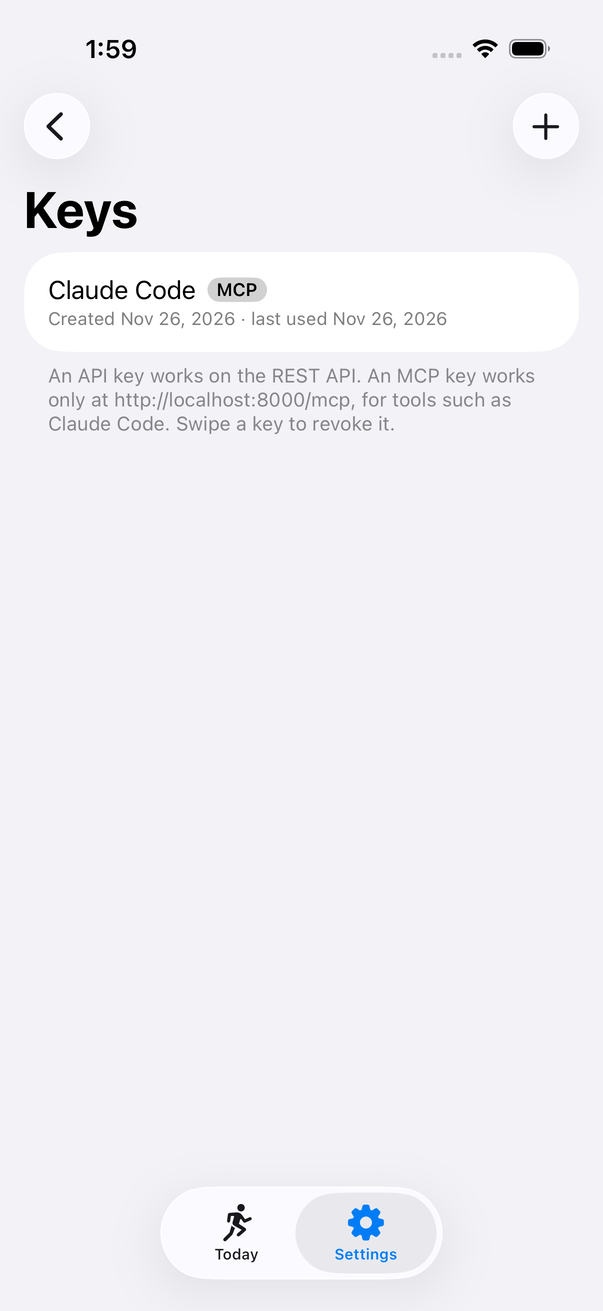 1:59
Keys
Claude Code MCP
Created Nov 26, 2026 · last used Nov 26, 2026
An API key works on the REST API. An MCP key works
only at http://localhost:8000/mcp, for tools such as
Claude Code. Swipe a key to revoke it.
Today Settings